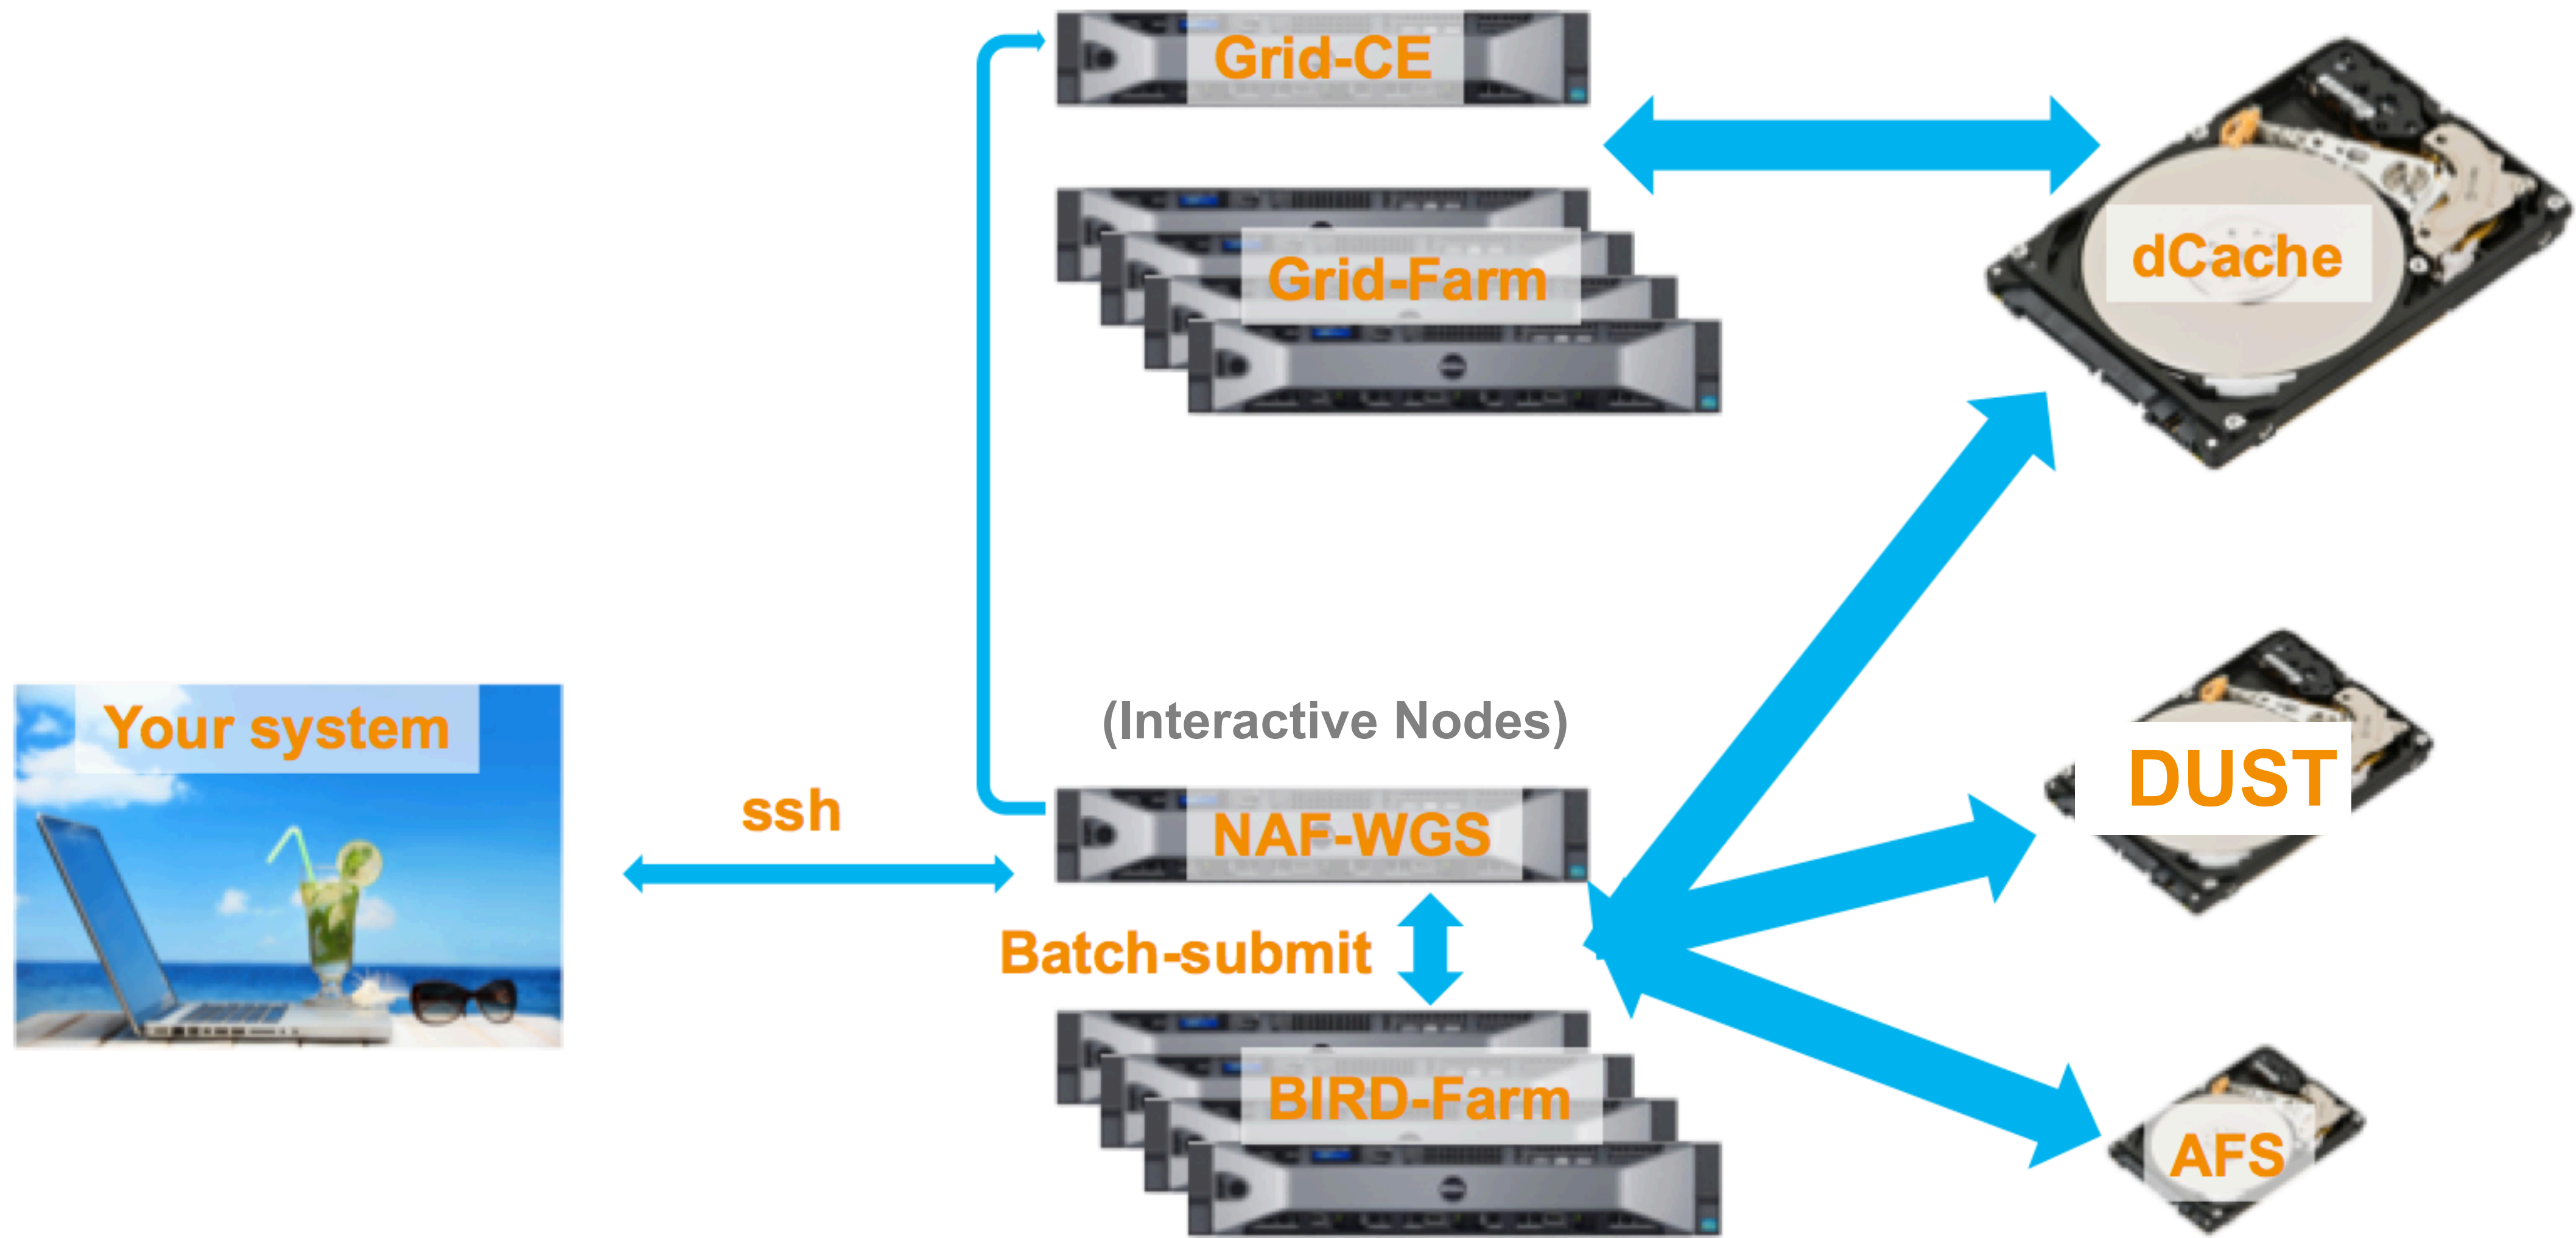 Grid-CE
Grid-Farm
dCache
(Interactive Nodes)
Your system
ssh
NAF-WGS
DUST
Batch-submit
BIRD-Farm
AFS